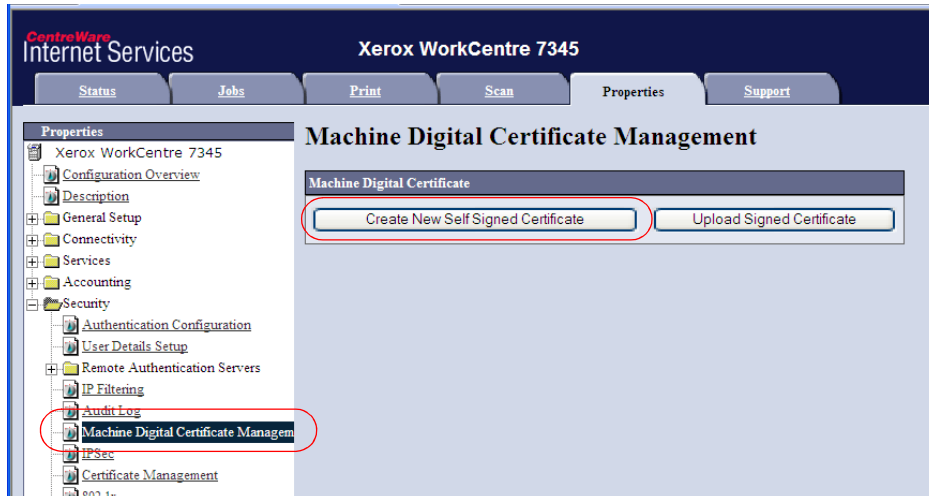 CentreWare
Internet Services
Xerox WorkCentre 7345
Status
Jobs
Print
Scan
Properties
Support
Properties
Xerox WorkCentre 7345
Configuration Overview
Description
General Setup
Connectivity
Services
Accounting
Security
Authentication Configuration
User Details Setup
Remote Authentication Servers
IP Filtering
Audit Log
Machine Digital Certificate Managem
IPSec
Certificate Management
802.1x
Machine Digital Certificate Management
Machine Digital Certificate
Create New Self Signed Certificate
Upload Signed Certificate